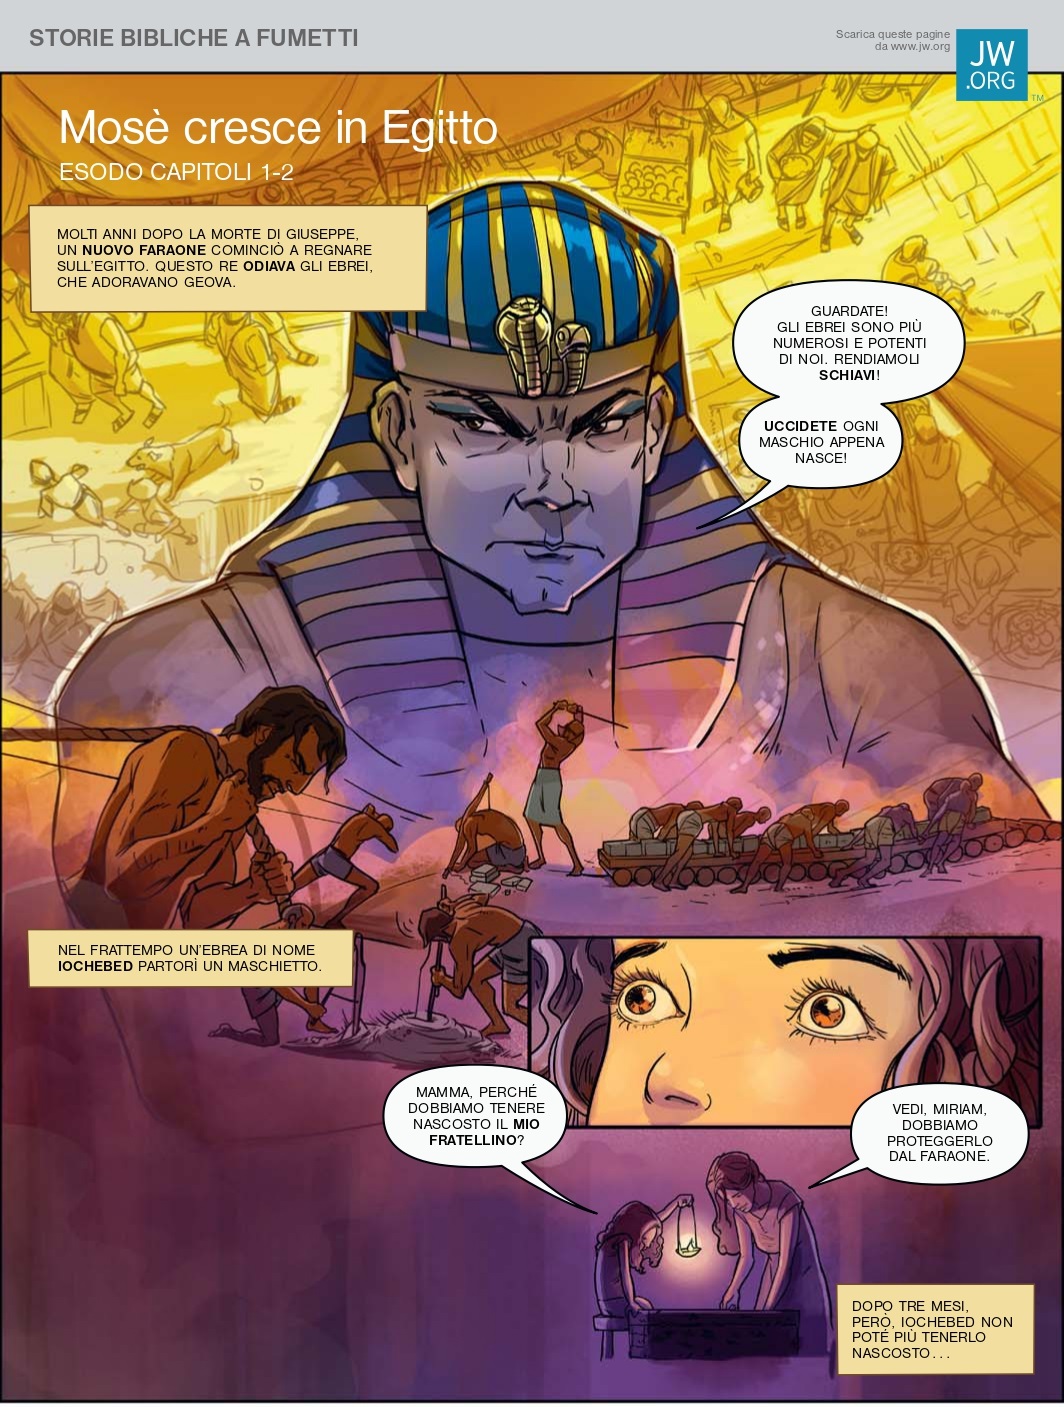 STORIE BIBLICHE A FUMETTI
Scarica queste pagine
da www.jw.org
JW
.ORG
TM
Mosè cresce in Egitto
ESODO CAPITOLI 1-2
MOLTI ANNI DOPO LA MORTE DI GIUSEPPE,
UN NUOVO FARAONE COMINCIÒ A REGNARE
SULL'EGITTO. QUESTO RE ODIAVA GLI EBREI,
CHE ADORAVANO GEOVA.
GUARDATE!
GLI EBREI SONO PIÙ
NUMEROSI E POTENTI
DI NOI. RENDIAMOLI
SCHIAVI!
UCCIDETE OGNI
MASCHIO APPENA
NASCE!
NEL FRATTEMPO UN'EBREA DI NOME
IOCHEBED PARTORÌ UN MASCHIETTO.
MAMMA, PERCHÉ
DOBBIAMO TENERE
NASCOSTO IL MIO
FRATELLINO?
VEDI, MIRIAM,
DOBBIAMO
PROTEGGERLO
DAL FARAONE.
DOPO TRE MESI,
PERÒ, IOCHEBED NON
POTÉ PIÙ TENERLO
NASCOSTO . . .